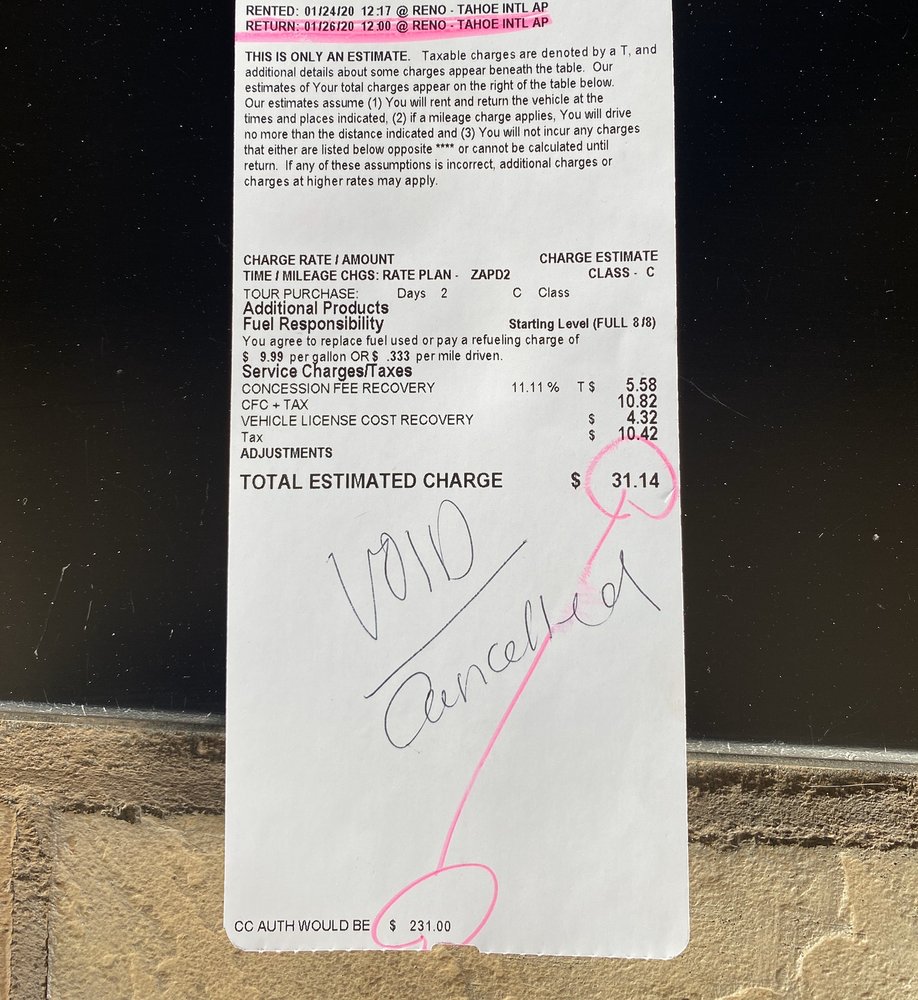 RENTED: 01/24/20 12:17 @ RENO - TAHOE INTL AP
RETURN: 01/26/20 12:00 @ RENO - TAHOE INTL AP
THIS IS ONLY AN ESTIMATE. Taxable charges are denoted by a T, and
additional details about some charges appear beneath the table. Our
estimates of Your total charges appear on the right of the table below.
Our estimates assume (1) You will rent and return the vehicle at the
times and places indicated, (2) if a mileage charge applies, You will drive
no more than the distance indicated and (3) You will not incur any charges
that either are listed below opposite **** or cannot be calculated until
return. If any of these assumptions is incorrect, additional charges or
charges at higher rates may apply.
CHARGE RATE / AMOUNT CHARGE ESTIMATE
TIME / MILEAGE CHGS: RATE PLAN - ZAPD2 CLASS - C
TOUR PURCHASE: Days 2 C Class
Additional Products
Fuel Responsibility Starting Level (FULL 8/8)
You agree to replace fuel used or pay a refueling charge of
$ 9.99 per gallon OR $ .333 per mile driven.
Service Charges/Taxes
CONCESSION FEE RECOVERY 11.11 % T $ 5.58
CFC + TAX 10.82
VEHICLE LICENSE COST RECOVERY $ 4.32
Tax $ 10.42
ADJUSTMENTS
TOTAL ESTIMATED CHARGE $ 31.14
VOID
Cancelled
CC AUTH WOULD BE $ 231.00